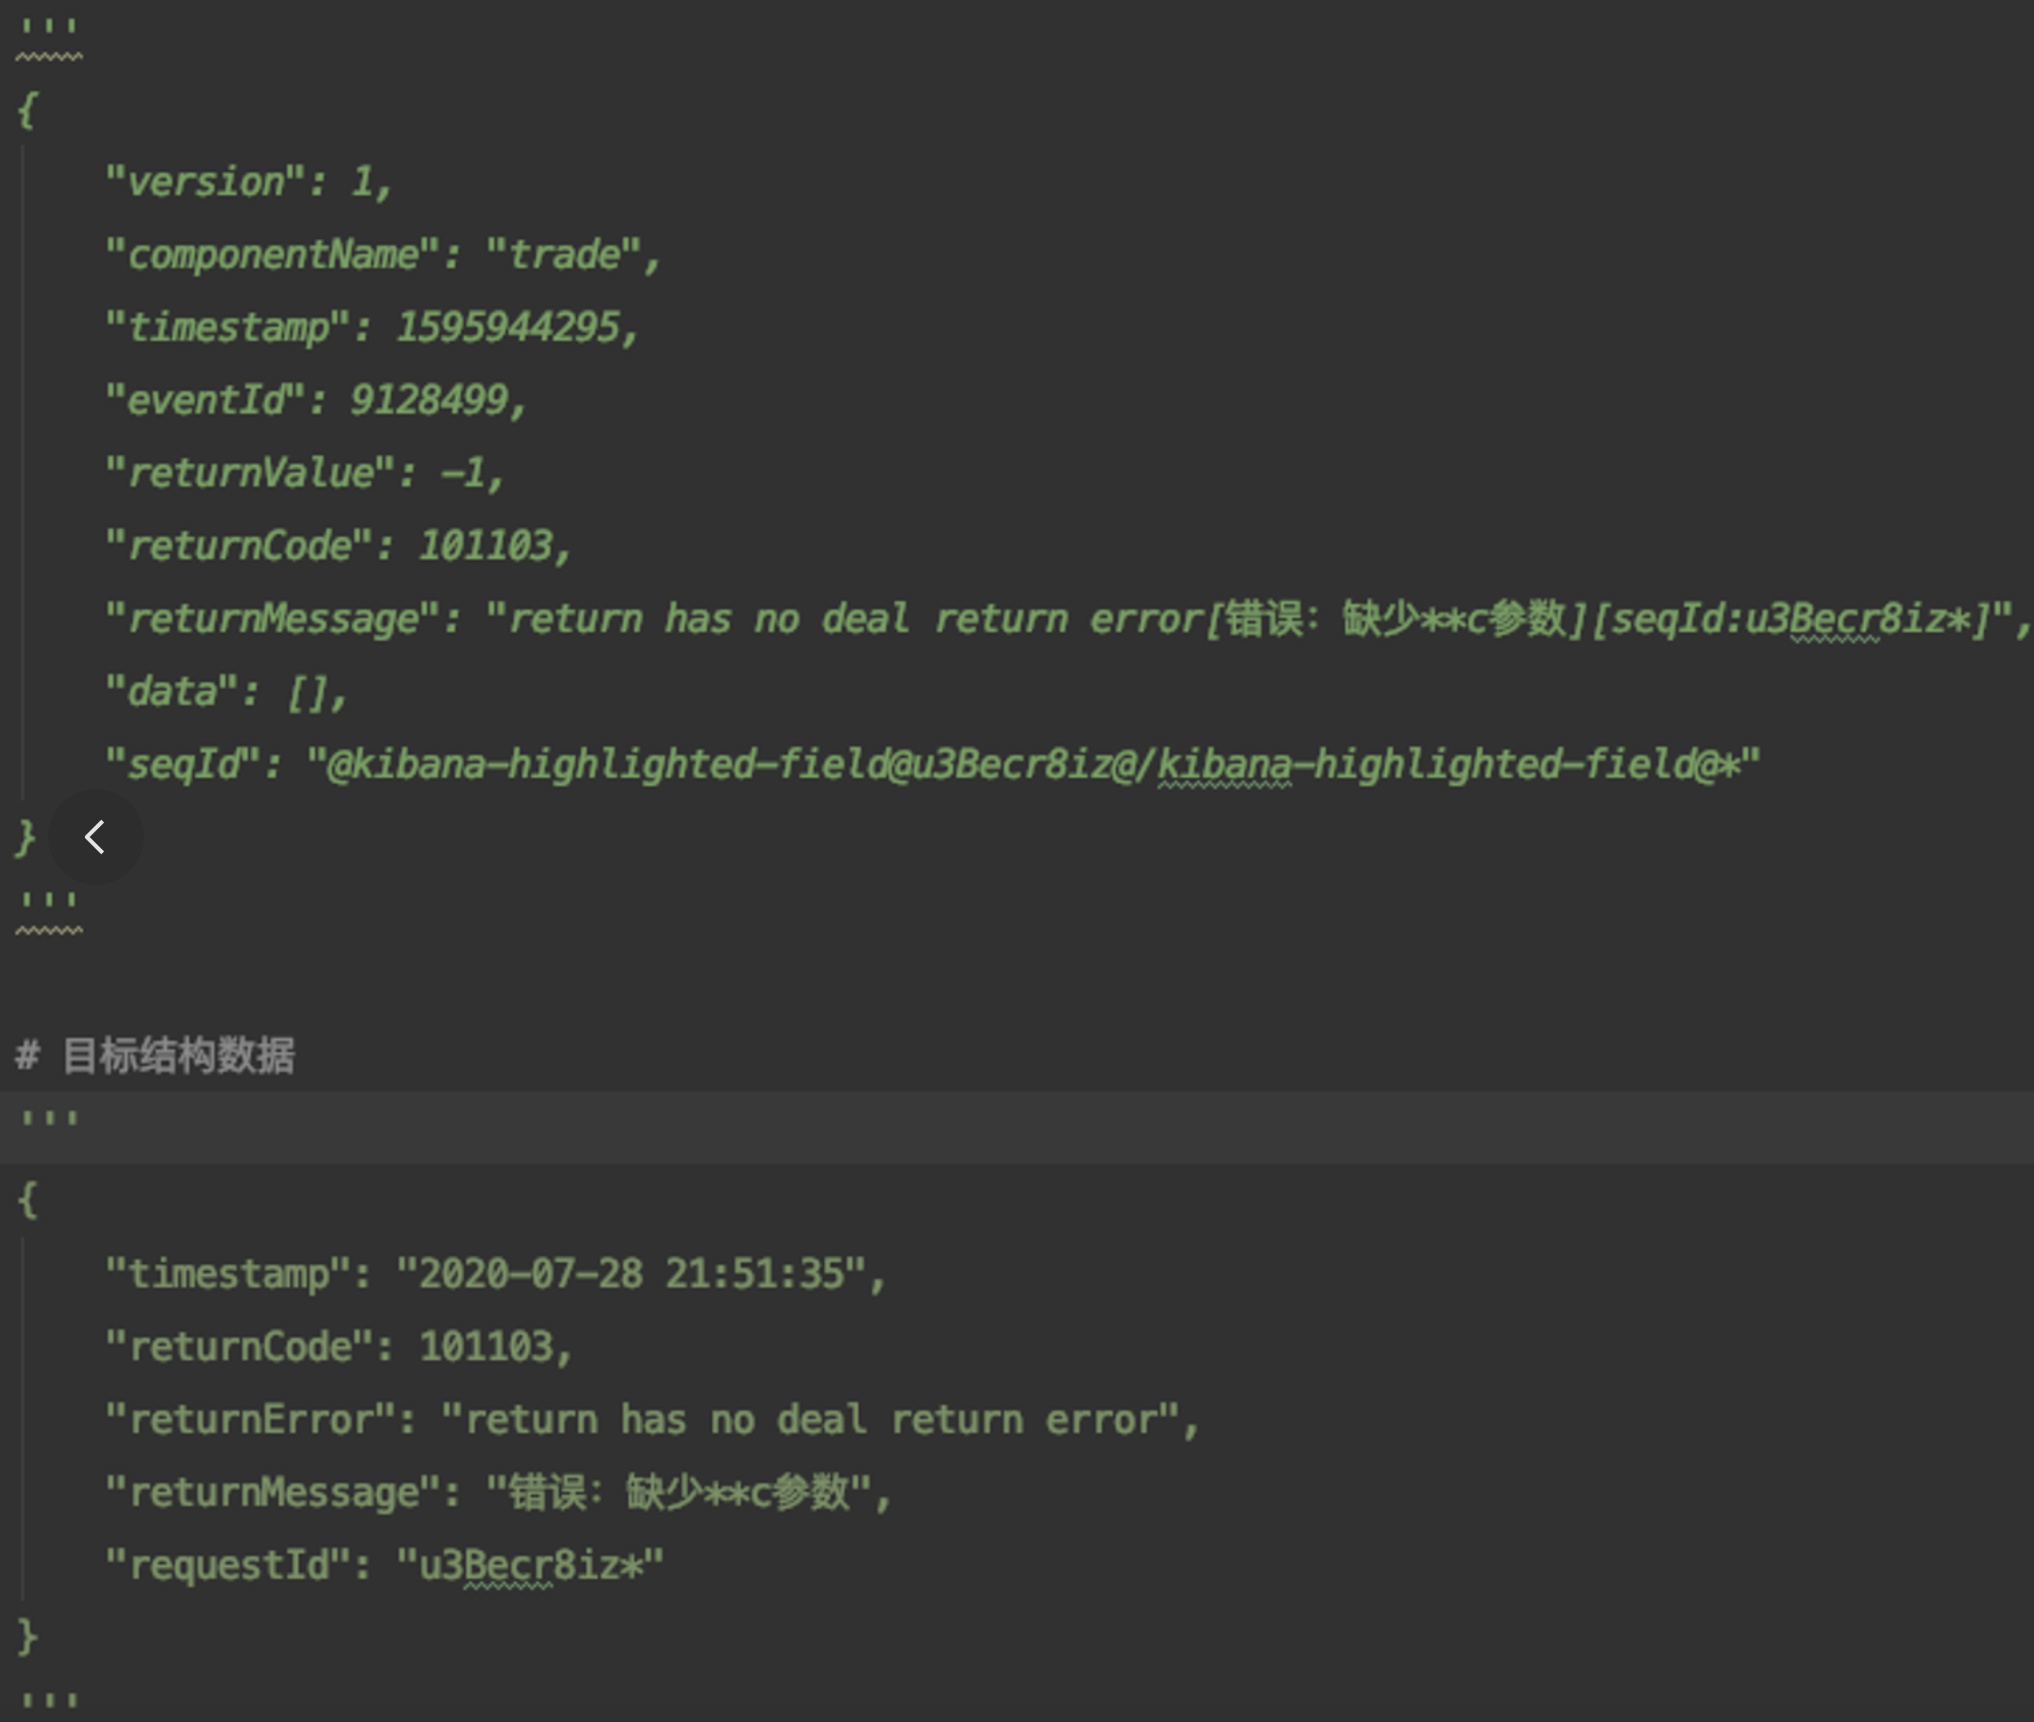 '''
{
"version": 1,
"componentName": "trade",
"timestamp": 1595944295,
"eventId": 9128499,
"returnValue": -1,
"returnCode": 101103,
"returnMessage": "return has no deal return error[错误：缺少**c参数][seqId:u3Becr8iz*]",
"data": [],
"seqId": "@kibana-highlighted-field@u3Becr8iz@/kibana-highlighted-field@*"
}
'''
# 目标结构数据
'''
{
"timestamp": "2020-07-28 21:51:35",
"returnCode": 101103,
"returnError": "return has no deal return error",
"returnMessage": "错误：缺少**c参数",
"requestId": "u3Becr8iz*"
}
'''